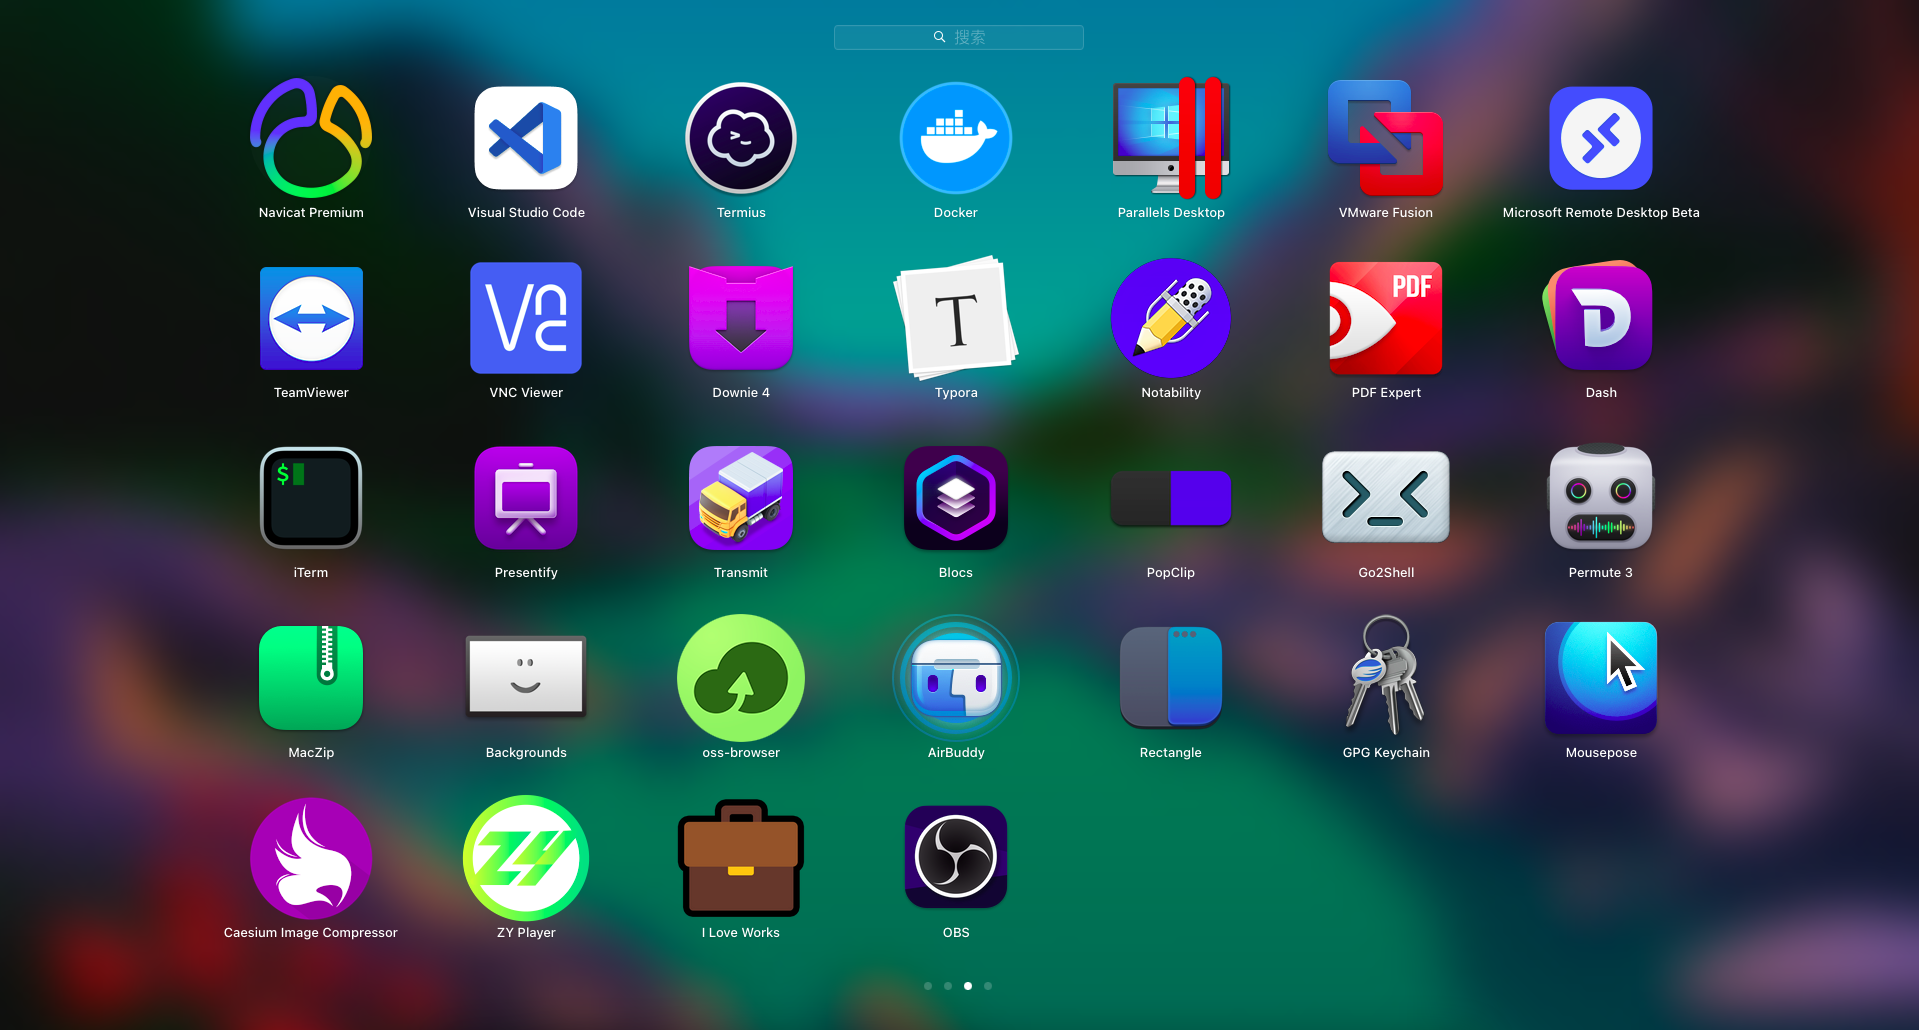 搜索
Navicat Premium
Visual Studio Code
Termius
Docker
Parallels Desktop
VMware Fusion
Microsoft Remote Desktop Beta
TeamViewer
VNC Viewer
Downie 4
T
Typora
Notability
PDF
PDF Expert
D
Dash
$
iTerm
Presentify
Transmit
Blocs
PopClip
Go2Shell
Permute 3
MacZip
Backgrounds
oss-browser
AirBuddy
Rectangle
GPG Keychain
Mousepose
Caesium Image Compressor
ZY
ZY Player
I Love Works
OBS